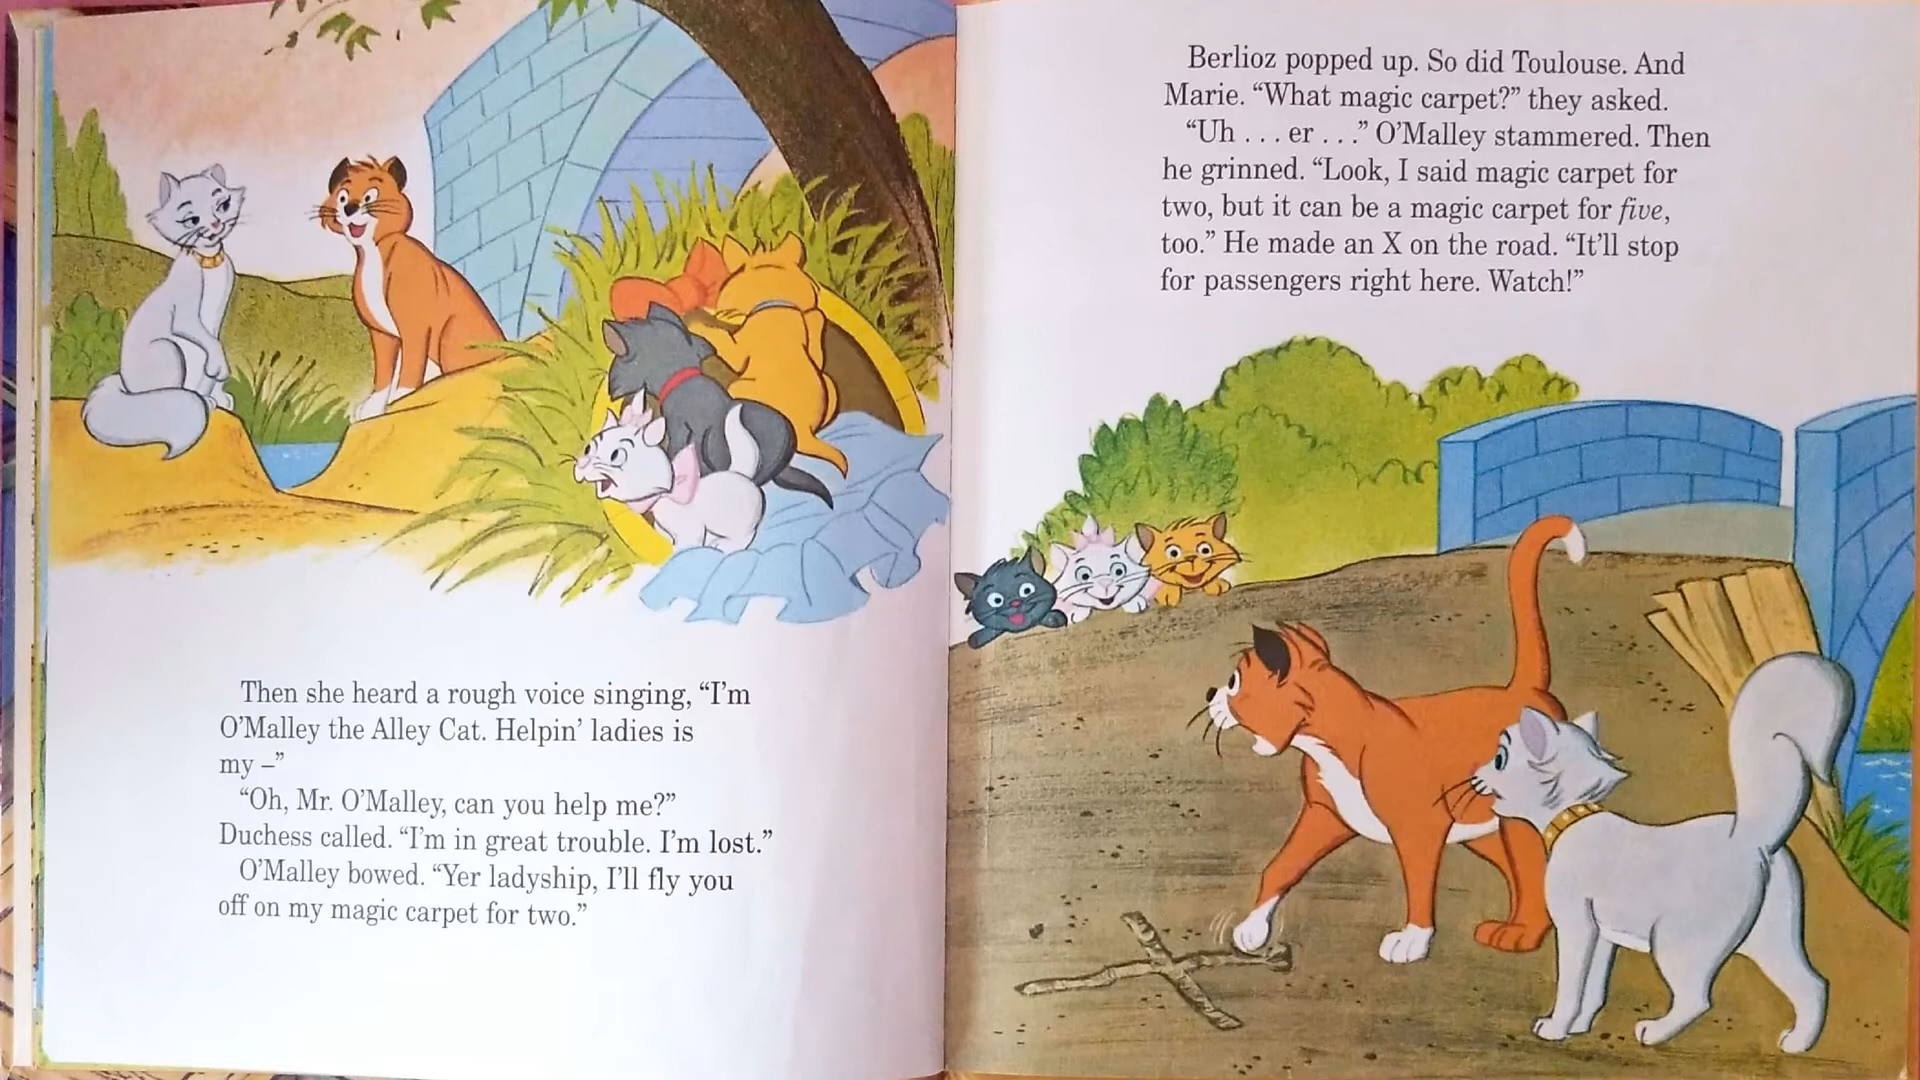 Then she heard a rough voice singing, “I’m
O’Malley the Alley Cat. Helpin’ ladies is
my –”
“Oh, Mr. O’Malley, can you help me?”
Duchess called. “I’m in great trouble. I’m lost.”
O’Malley bowed. “Yer ladyship, I’ll fly you
off on my magic carpet for two.”
Berlioz popped up. So did Toulouse. And
Marie. “What magic carpet?” they asked.
“Uh . . . er . . .” O’Malley stammered. Then
he grinned. “Look, I said magic carpet for
two, but it can be a magic carpet for five,
too.” He made an X on the road. “It’ll stop
for passengers right here. Watch!”